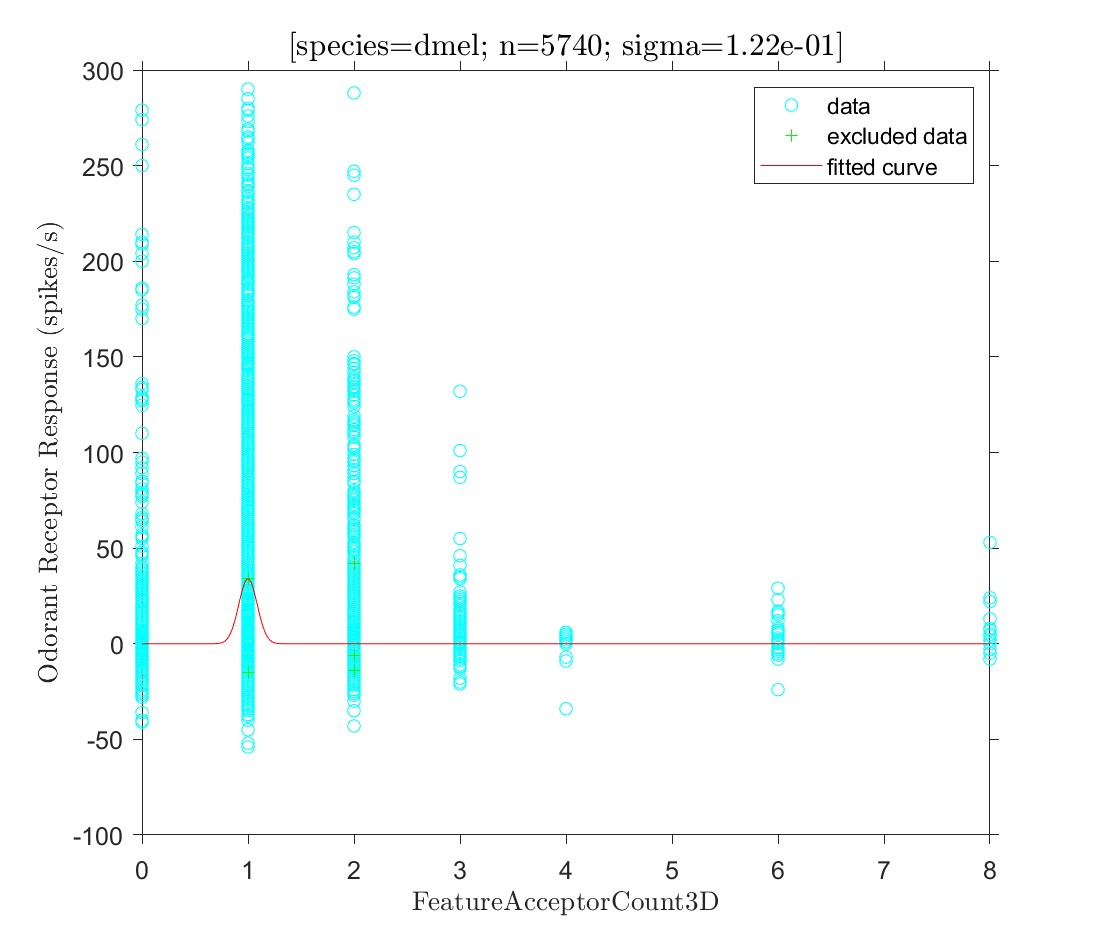 [species=dmel; n=5740; sigma=1.22e-01]
300
250
200
150
100
50
0
-50
-100
Odorant Receptor Response (spikes/s)
data
excluded data
fitted curve
0 1 2 3 4 5 6 7 8
FeatureAcceptorCount3D